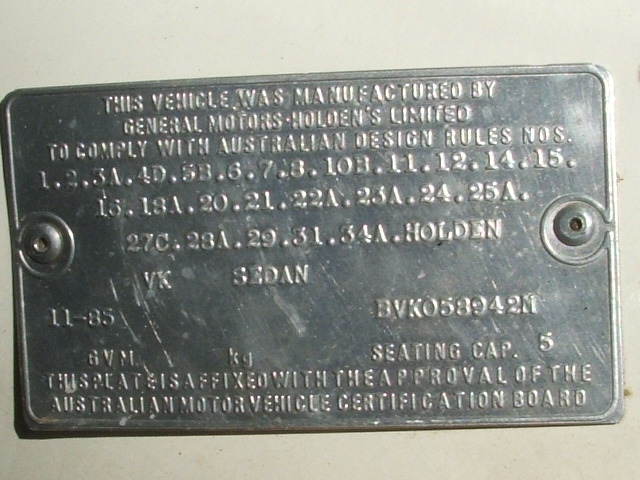 THIS VEHICLE WAS MANUFACTURED BY
GENERAL MOTORS-HOLDEN'S LIMITED
TO COMPLY WITH AUSTRALIAN DESIGN RULES NOS.
1.2.3A.4D.5B.6.7.8.10B.11.12.14.15.
16.18A.20.21.22A.23A.24.25A.
27C.28A.29.31.34A.HOLDEN
VK SEDAN
11-85 BVK058942M
GVM. kg SEATING CAP. 5
THIS PLATE IS AFFIXED WITH THE APPROVAL OF THE
AUSTRALIAN MOTOR VEHICLE CERTIFICATION BOARD